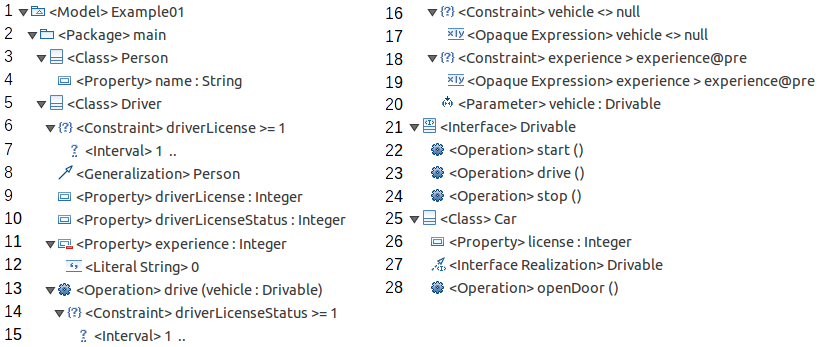 1 <Model> Example01
2 <Package> main
3 <Class> Person
4 <Property> name : String
5 <Class> Driver
6 {?} <Constraint> driverLicense >= 1
7 ? <Interval> 1 ..
8 <Generalization> Person
9 <Property> driverLicense : Integer
10 <Property> driverLicenseStatus : Integer
11 <Property> experience : Integer
12 <Literal String> 0
13 <Operation> drive (vehicle : Drivable)
14 {?} <Constraint> driverLicenseStatus >= 1
15 ? <Interval> 1 ..
16 {?} <Constraint> vehicle <> null
17 x|y <Opaque Expression> vehicle <> null
18 {?} <Constraint> experience > experience@pre
19 x|y <Opaque Expression> experience > experience@pre
20 <Parameter> vehicle : Drivable
21 <Interface> Drivable
22 <Operation> start ()
23 <Operation> drive ()
24 <Operation> stop ()
25 <Class> Car
26 <Property> license : Integer
27 <Interface Realization> Drivable
28 <Operation> openDoor ()